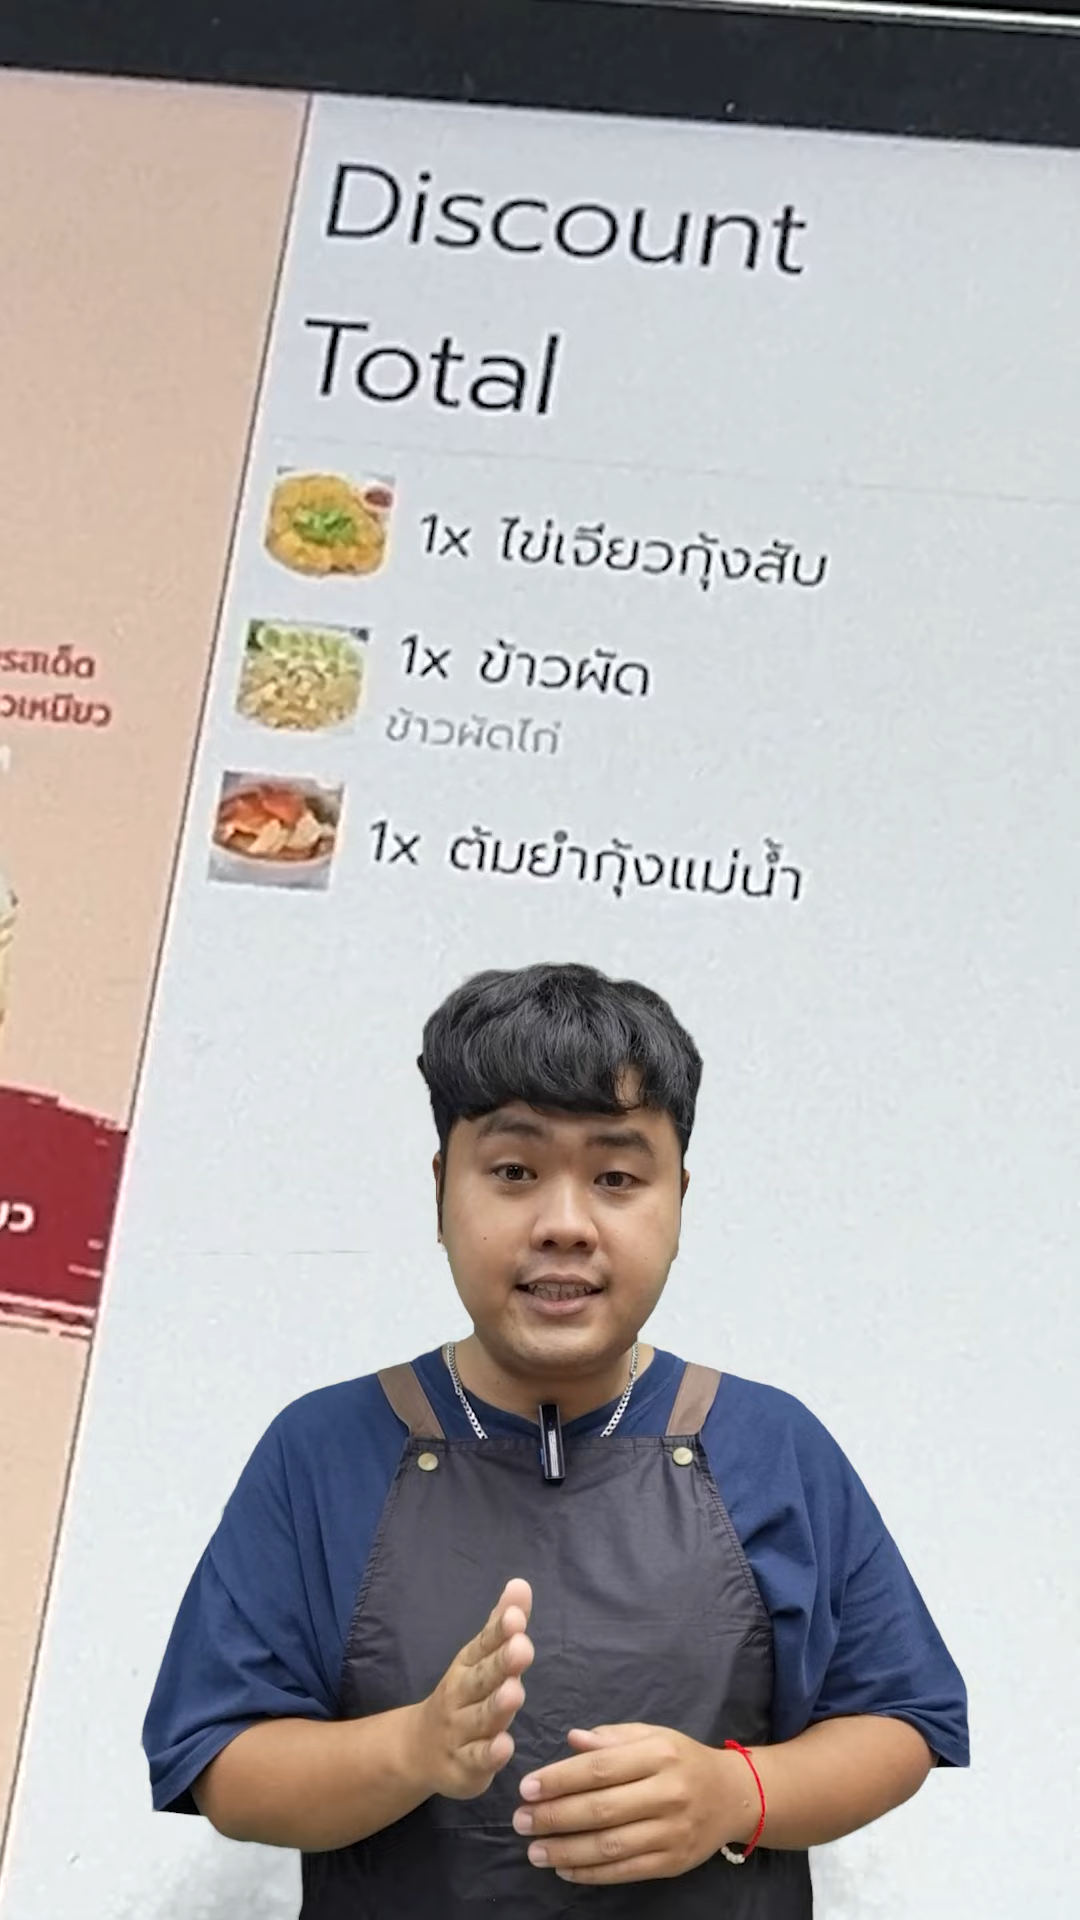 Discount
Total
1x ไข่เจียวกุ้งสับ
1x ข้าวผัด
ข้าวผัดไก่
1x ต้มยำกุ้งแม่น้ำ